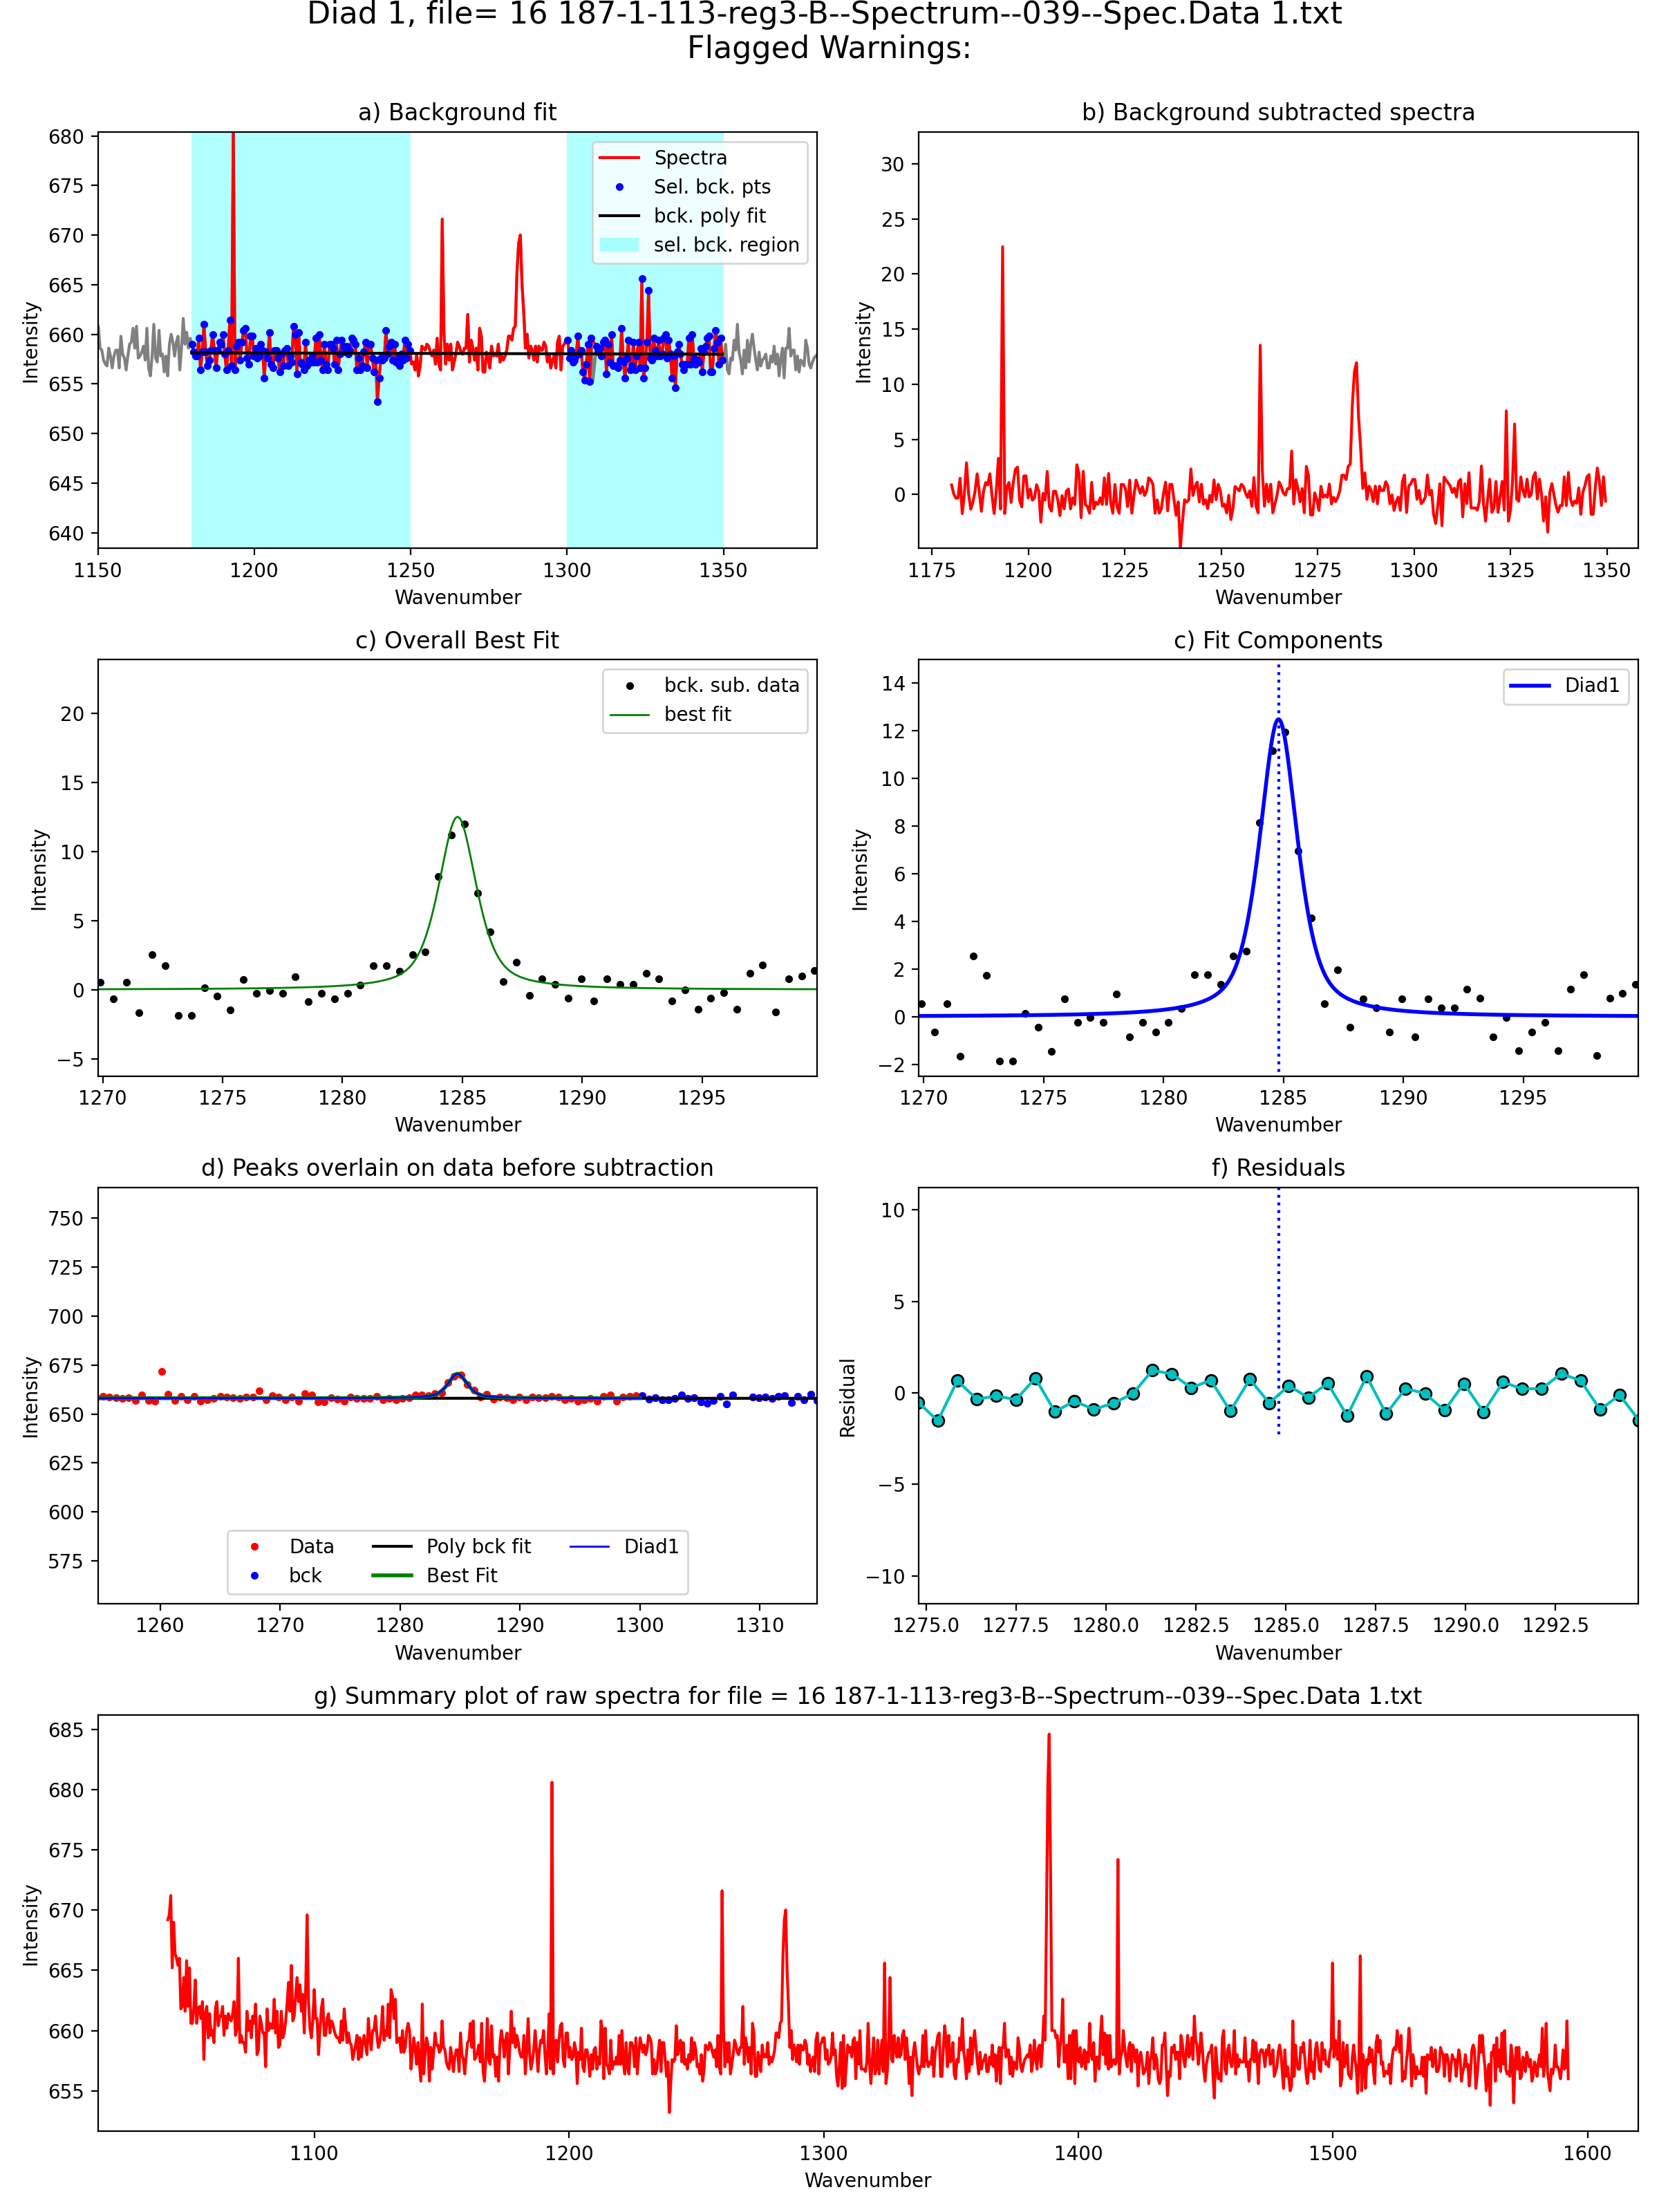 Diad 1, file= 16 187-1-113-reg3-B--Spectrum--039--Spec.Data 1.txt
Flagged Warnings:
a) Background fit
680
675
670
665
660
655
650
645
640
Intensity
Spectra
Sel. bck. pts
bck. poly fit
sel. bck. region
1150
1200
1250
1300
1350
Wavenumber
b) Background subtracted spectra
30
25
20
15
10
5
0
Intensity
1175
1200
1225
1250
1275
1300
1325
1350
Wavenumber
c) Overall Best Fit
20
15
10
5
0
−5
Intensity
bck. sub. data
best fit
1270
1275
1280
1285
1290
1295
Wavenumber
c) Fit Components
14
12
10
8
6
4
2
0
−2
Intensity
Diad1
1270
1275
1280
1285
1290
1295
Wavenumber
d) Peaks overlain on data before subtraction
750
725
700
675
650
625
600
575
Intensity
Data
bck
Poly bck fit
Best Fit
Diad1
1260
1270
1280
1290
1300
1310
Wavenumber
f) Residuals
10
5
0
−5
−10
Residual
1275.0
1277.5
1280.0
1282.5
1285.0
1287.5
1290.0
1292.5
Wavenumber
g) Summary plot of raw spectra for file = 16 187-1-113-reg3-B--Spectrum--039--Spec.Data 1.txt
685
680
675
670
665
660
655
Intensity
1100
1200
1300
1400
1500
1600
Wavenumber